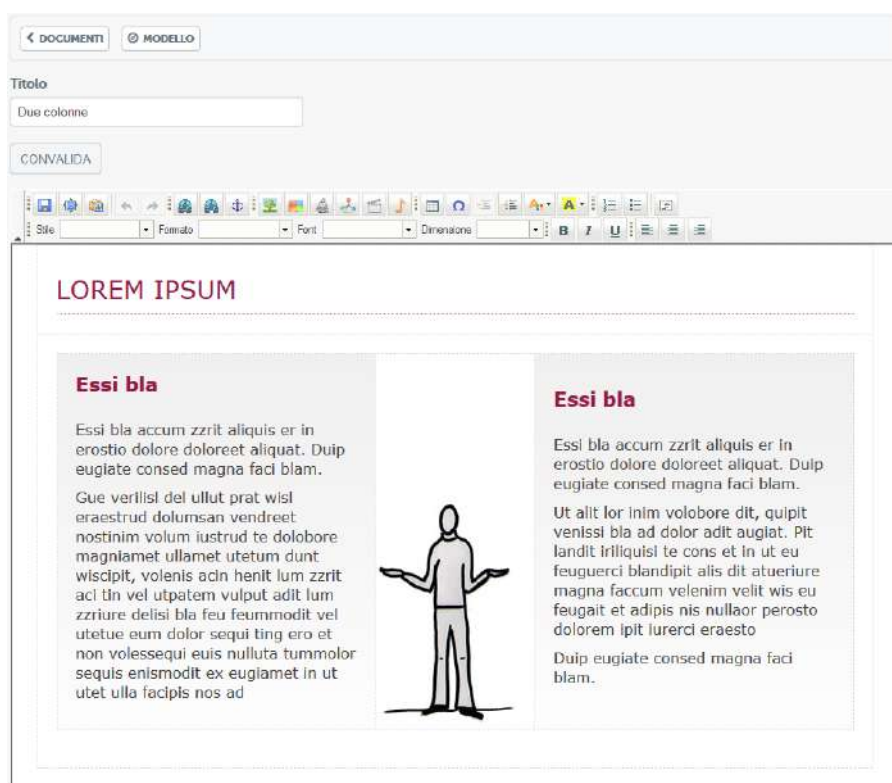 DOCUMENTI
MODELLO
Titolo
Due colonne
CONVALIDA
Stile
Formato
Font
Dimensione
B I U
LOREM IPSUM
Essi bla
Essi bla accum zzrit aliquis er in
erostio dolore doloreet aliquat. Duip
eugiate consed magna faci blam.
Gue verilisl del ullut prat wisl
eraestrud dolumsan vendreet
nostinim volum iustrud te dolobore
magniamet ullamet utetum dunt
wiscipit, volenis acin henit lum zzrit
aci tin vel utpatem vulput adit lum
zzriure delisi bla feu feummodit vel
utetue eum dolor sequi ting ero et
non volessequi euis nulluta tummolor
sequis enismodit ex eugiamet in ut
utet ulla facipis nos ad
Essi bla
Essi bla accum zzrit aliquis er in
erostio dolore doloreet aliquat. Duip
eugiate consed magna faci blam.
Ut alit lor inim volobore dit, quipit
venissi bla ad dolor adit augiat. Pit
landit iriliquisi te cons et in ut eu
feuguerci blandipit alis dit atueriure
magna faccum velenim velit wis eu
feugait et adipis nis nullaor perosto
dolorem ipit iurerci eraesto
Duip eugiate consed magna faci
blam.